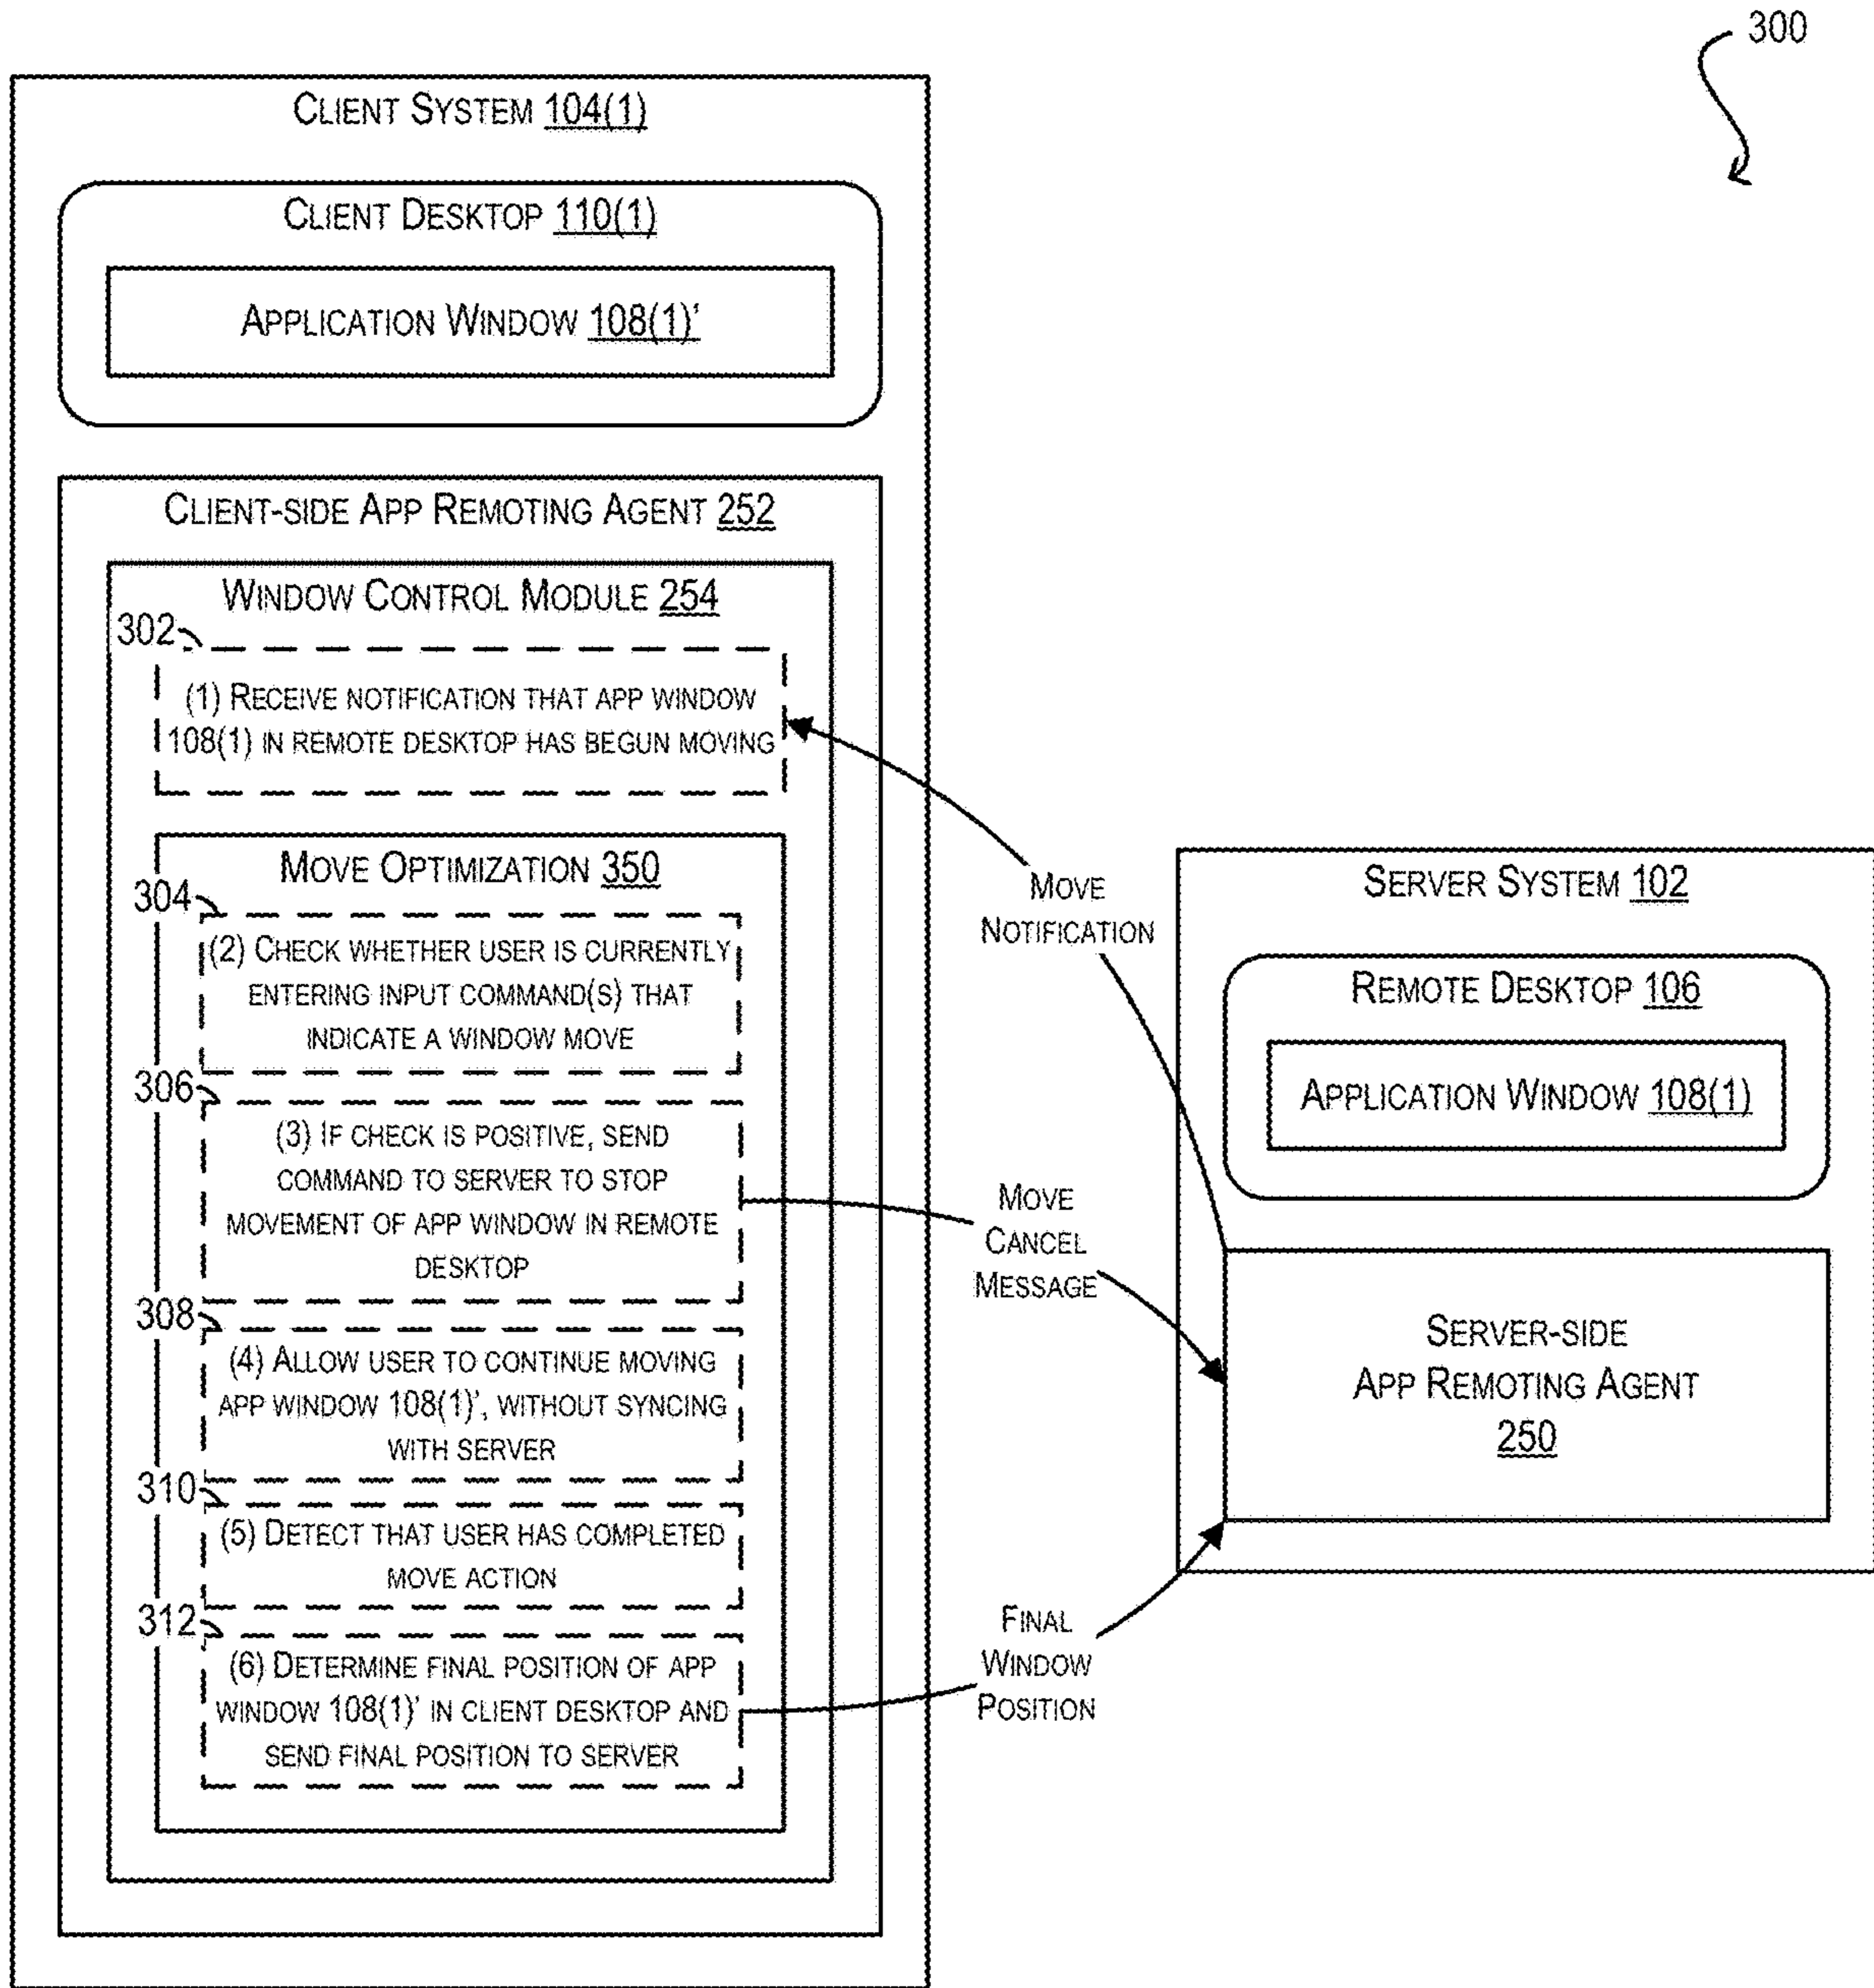 300
CLIENT SYSTEM 104(1)
CLIENT DESKTOP 110(1)
APPLICATION WINDOW 108(1)'
CLIENT-SIDE APP REMOTING AGENT 252
WINDOW CONTROL MODULE 254
302
(1) RECEIVE NOTIFICATION THAT APP WINDOW
108(1) IN REMOTE DESKTOP HAS BEGUN MOVING
MOVE OPTIMIZATION 350
304
(2) CHECK WHETHER USER IS CURRENTLY
ENTERING INPUT COMMAND(S) THAT
INDICATE A WINDOW MOVE
306
(3) IF CHECK IS POSITIVE, SEND
COMMAND TO SERVER TO STOP
MOVEMENT OF APP WINDOW IN REMOTE
DESKTOP
308
(4) ALLOW USER TO CONTINUE MOVING
APP WINDOW 108(1)', WITHOUT SYNCING
WITH SERVER
310
(5) DETECT THAT USER HAS COMPLETED
MOVE ACTION
312
(6) DETERMINE FINAL POSITION OF APP
WINDOW 108(1)' IN CLIENT DESKTOP AND
SEND FINAL POSITION TO SERVER
MOVE
NOTIFICATION
MOVE
CANCEL
MESSAGE
FINAL
WINDOW
POSITION
SERVER SYSTEM 102
REMOTE DESKTOP 106
APPLICATION WINDOW 108(1)
SERVER-SIDE
APP REMOTING AGENT
250